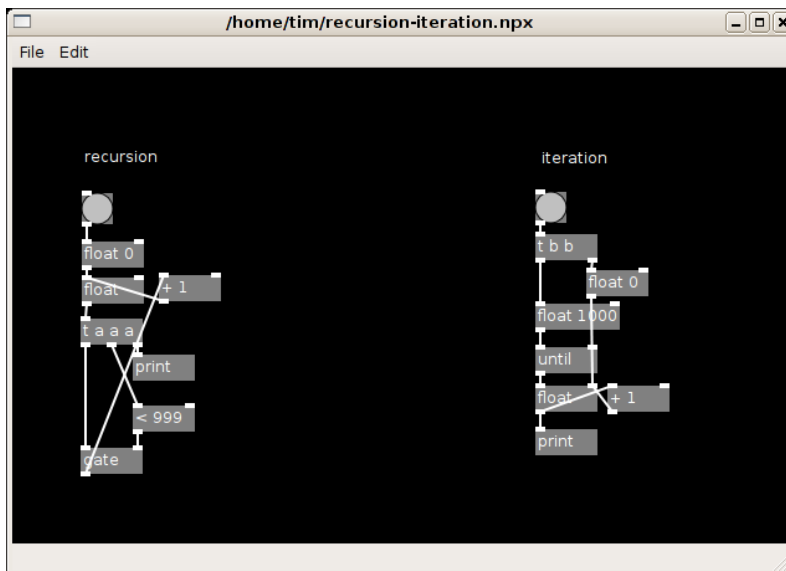 /home/tim/recursion-iteration.npx
File Edit
recursion
float 0
float
+ 1
t a a a
print
< 999
gate
iteration
t b b
float 0
float 1000
until
float
+ 1
print